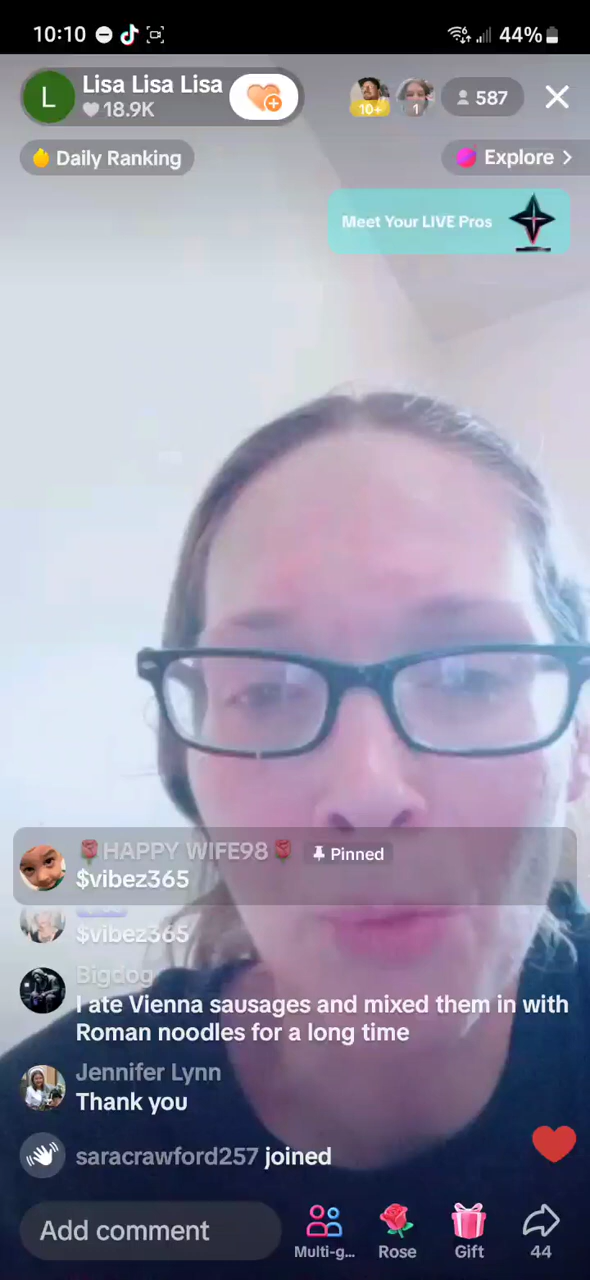 10:10
44%
L
Lisa Lisa Lisa
18.9K
10+
1
587
Daily Ranking
Explore >
Meet Your LIVE Pros
🌹HAPPY WIFE98🌹 Pinned
$vibez365
$vibez365
Bigdog
I ate Vienna sausages and mixed them in with
Roman noodles for a long time
Jennifer Lynn
Thank you
saracrawford257 joined
Add comment
Multi-g...
Rose
Gift
44